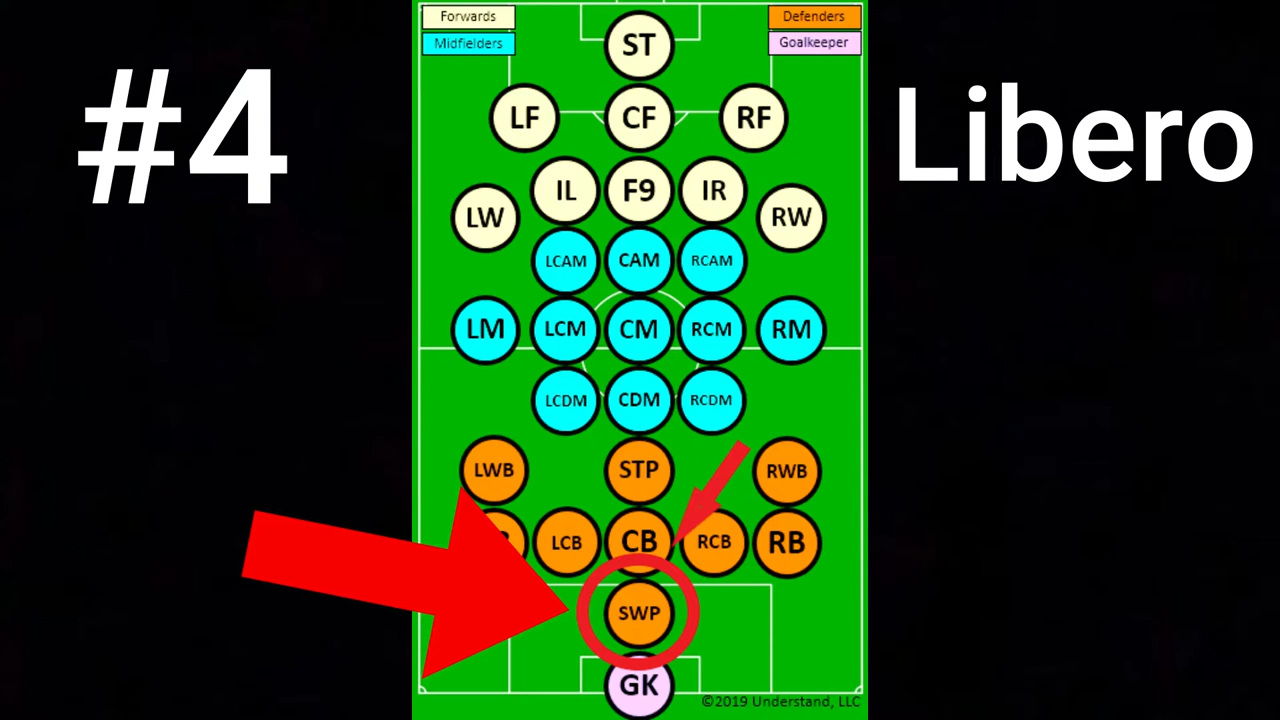 #4
Libero
Forwards
Midfielders
Defenders
Goalkeeper
ST
LF CF RF
IL F9 IR
LW RW
LCAM CAM RCAM
LM LCM CM RCM RM
LCDM CDM RCDM
LWB STP RWB
LCB CB RCB RB
SWP
GK
©2019 Understand, LLC